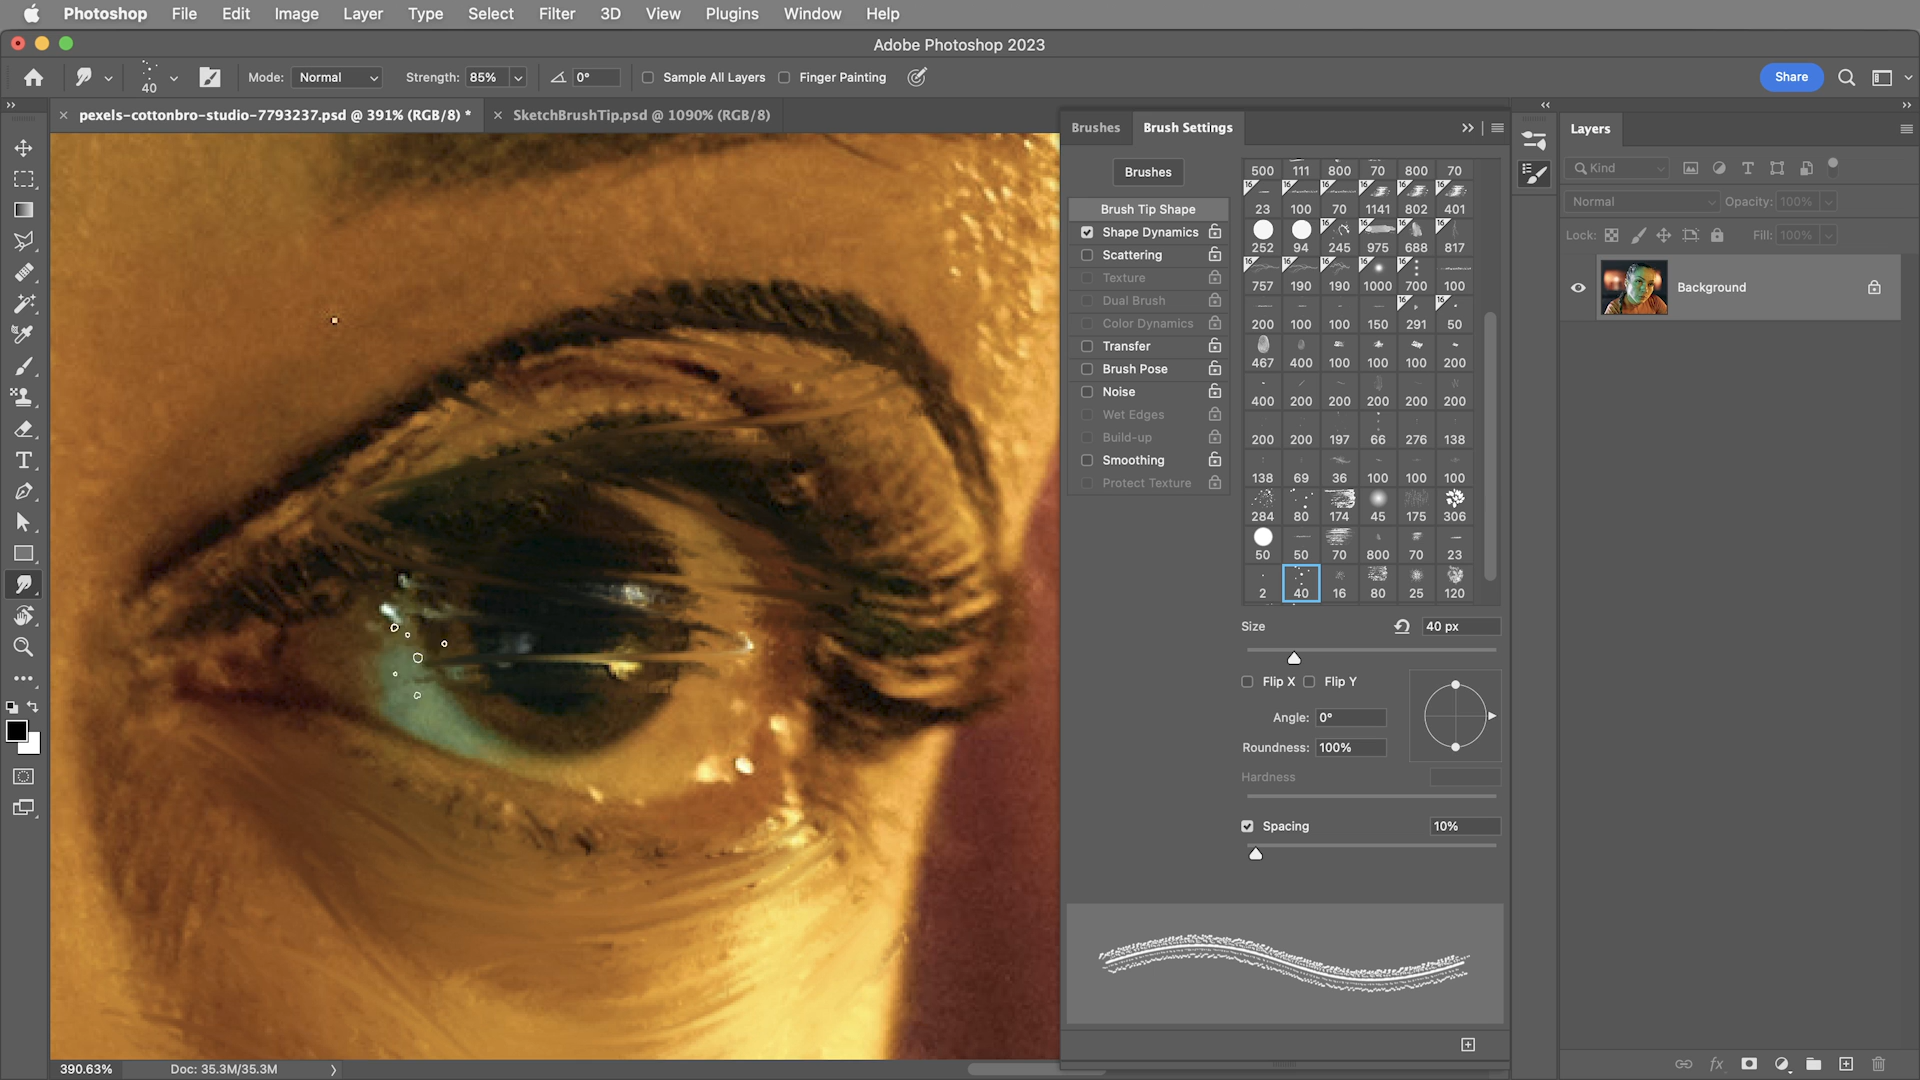 Photoshop File Edit Image Layer Type Select Filter 3D View Plugins Window Help
Adobe Photoshop 2023
40 Mode: Normal Strength: 85% 0° Sample All Layers Finger Painting Share
pexels-cottonbro-studio-7793237.psd @ 391% (RGB/8) * SketchBrushTip.psd @ 1090% (RGB/8)
Brushes Brush Settings
Brushes
Brush Tip Shape
Shape Dynamics
Scattering
Texture
Dual Brush
Color Dynamics
Transfer
Brush Pose
Noise
Wet Edges
Build-up
Smoothing
Protect Texture
500 111 800 70 800 70
23 100 70 1141 802 401
252 94 245 975 688 817
757 190 190 1000 700 100
200 100 100 150 291 50
467 400 100 100 100 200
400 200 200 200 200 200
200 200 197 66 276 138
138 69 36 100 100 100
284 80 174 45 175 306
50 50 70 800 70 23
2 40 16 80 25 120
Size 40 px
Flip X Flip Y
Angle: 0°
Roundness: 100%
Hardness
Spacing 10%
Layers
Kind
Normal Opacity: 100%
Lock: Fill: 100%
Background
fx
390.63% Doc: 35.3M/35.3M